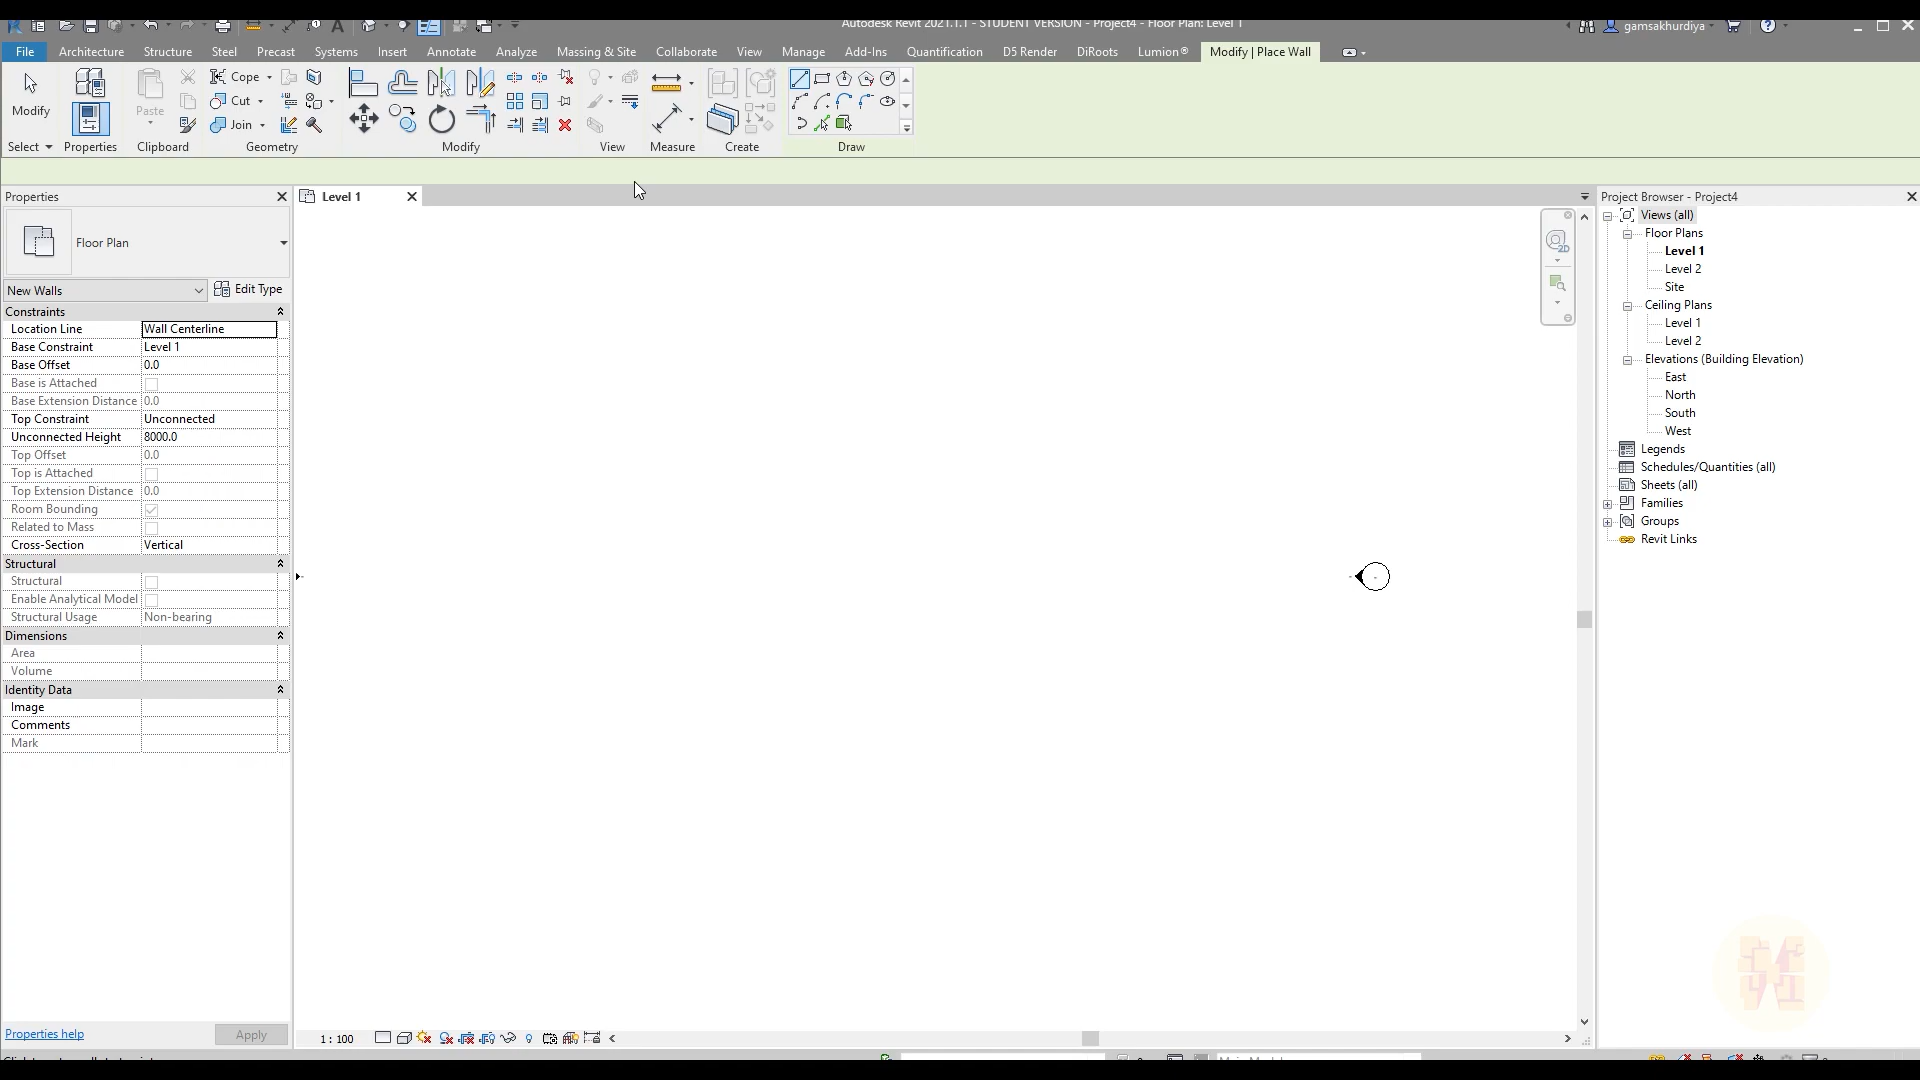 Autodesk Revit 2021.1.1 - STUDENT VERSION - Project4 - Floor Plan: Level 1
gamsakhurdiya
File Architecture Structure Steel Precast Systems Insert Annotate Analyze Massing & Site Collaborate View Manage Add-Ins Quantification D5 Render DiRoots Lumion® Modify | Place Wall
Modify
Paste
Cope
Cut
Join
Select Properties Clipboard Geometry Modify View Measure Create Draw
Properties
Level 1
Project Browser - Project4
Floor Plan
New Walls
Edit Type
Constraints
Location Line Wall Centerline
Base Constraint Level 1
Base Offset 0.0
Base is Attached
Base Extension Distance 0.0
Top Constraint Unconnected
Unconnected Height 8000.0
Top Offset 0.0
Top is Attached
Top Extension Distance 0.0
Room Bounding
Related to Mass
Cross-Section Vertical
Structural
Structural
Enable Analytical Model
Structural Usage Non-bearing
Dimensions
Area
Volume
Identity Data
Image
Comments
Mark
Properties help
Apply
2D
1 : 100
Views (all)
Floor Plans
Level 1
Level 2
Site
Ceiling Plans
Level 1
Level 2
Elevations (Building Elevation)
East
North
South
West
Legends
Schedules/Quantities (all)
Sheets (all)
Families
Groups
Revit Links